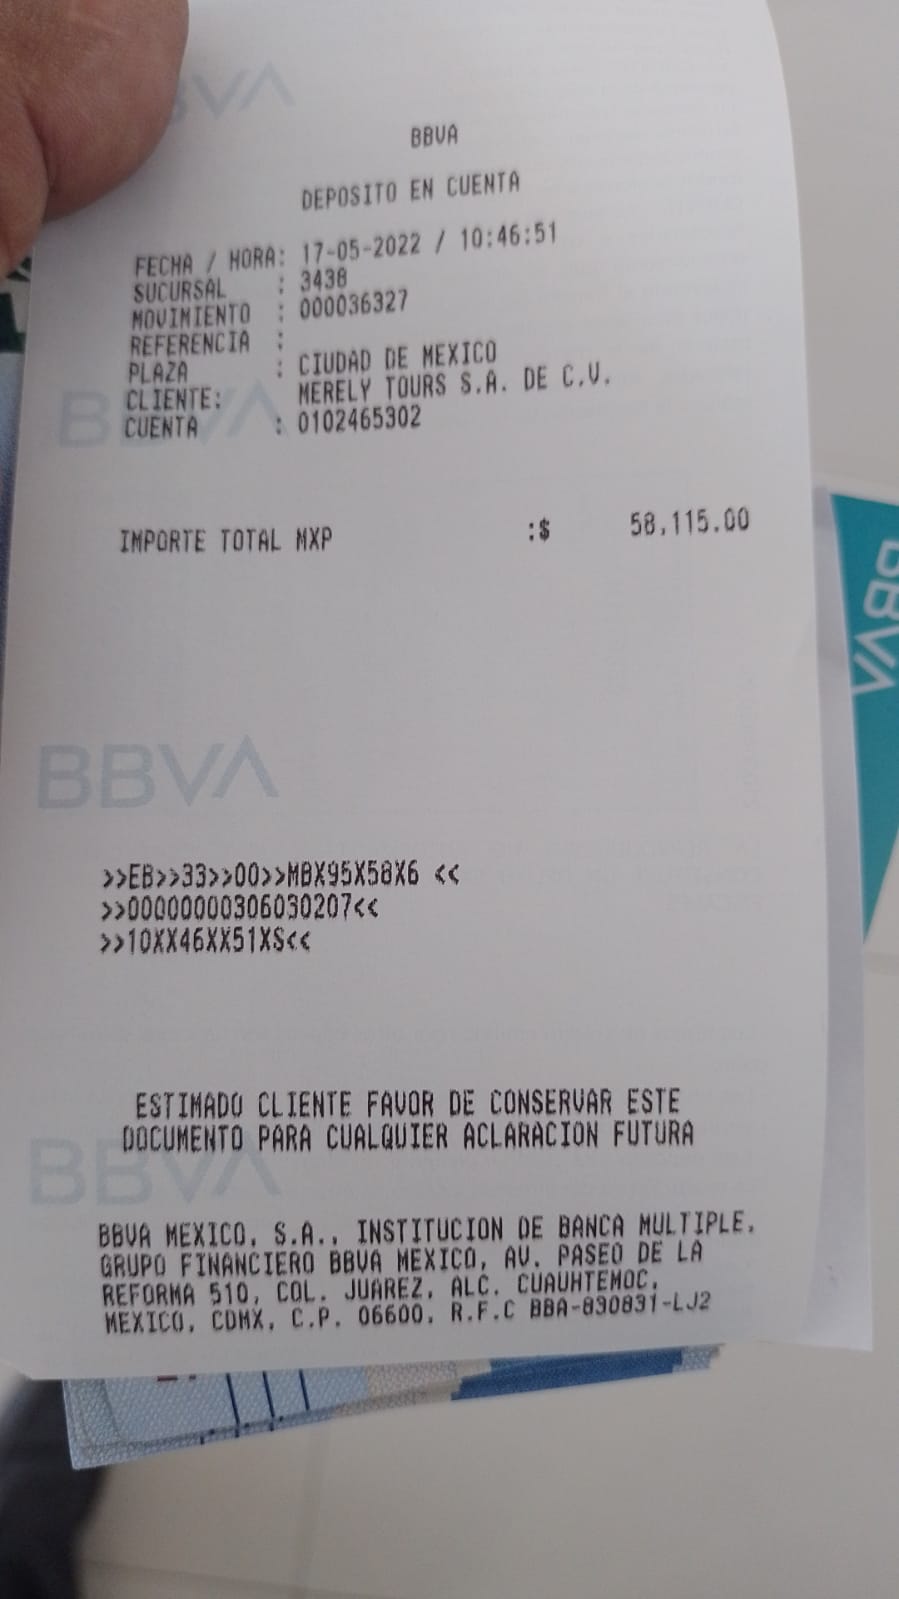 BBVA
BBVA
DEPOSITO EN CUENTA
FECHA / HORA: 17-05-2022 / 10:46:51
SUCURSAL : 3438
MOVIMIENTO : 000036327
REFERENCIA :
PLAZA : CIUDAD DE MEXICO
CLIENTE: MERELY TOURS S.A. DE C.V.
CUENTA : 0102465302
BBVA
IMPORTE TOTAL MXP :$ 58,115.00
BBVA
BBVA
>>EB>>33>>00>>MBX95X58X6 <<
>>00000000306030207<<
>>10XX46XX51XS<<
ESTIMADO CLIENTE FAVOR DE CONSERVAR ESTE
DOCUMENTO PARA CUALQUIER ACLARACION FUTURA
BBVA
BBVA MEXICO, S.A., INSTITUCION DE BANCA MULTIPLE,
GRUPO FINANCIERO BBVA MEXICO, AV. PASEO DE LA
REFORMA 510, COL. JUAREZ, ALC. CUAUHTEMOC,
MEXICO, CDMX, C.P. 06600, R.F.C BBA-830831-LJ2